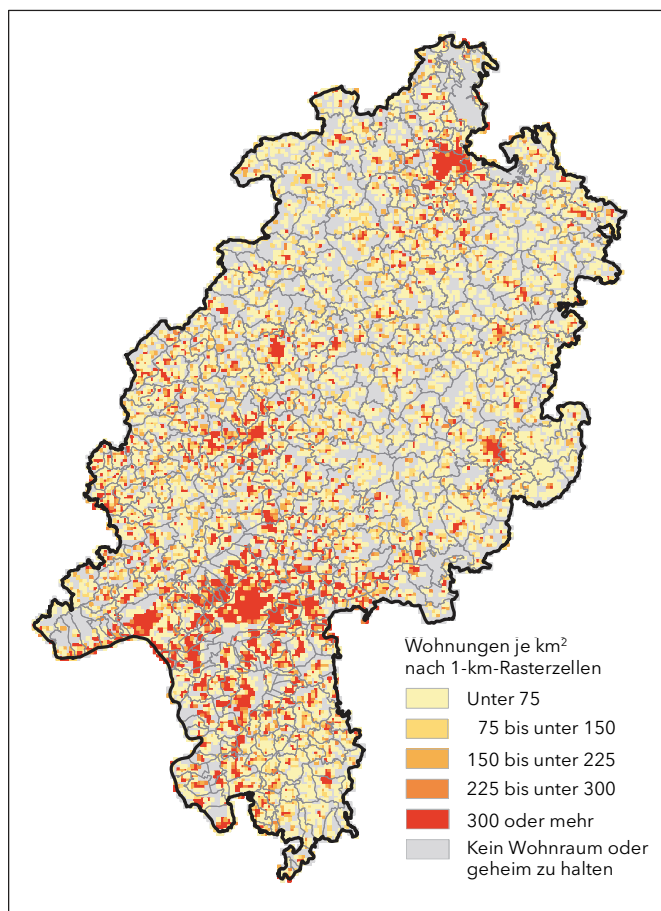 Wohnungen je km²
nach 1-km-Rasterzellen
Unter 75
75 bis unter 150
150 bis unter 225
225 bis unter 300
300 oder mehr
Kein Wohnraum oder
geheim zu halten